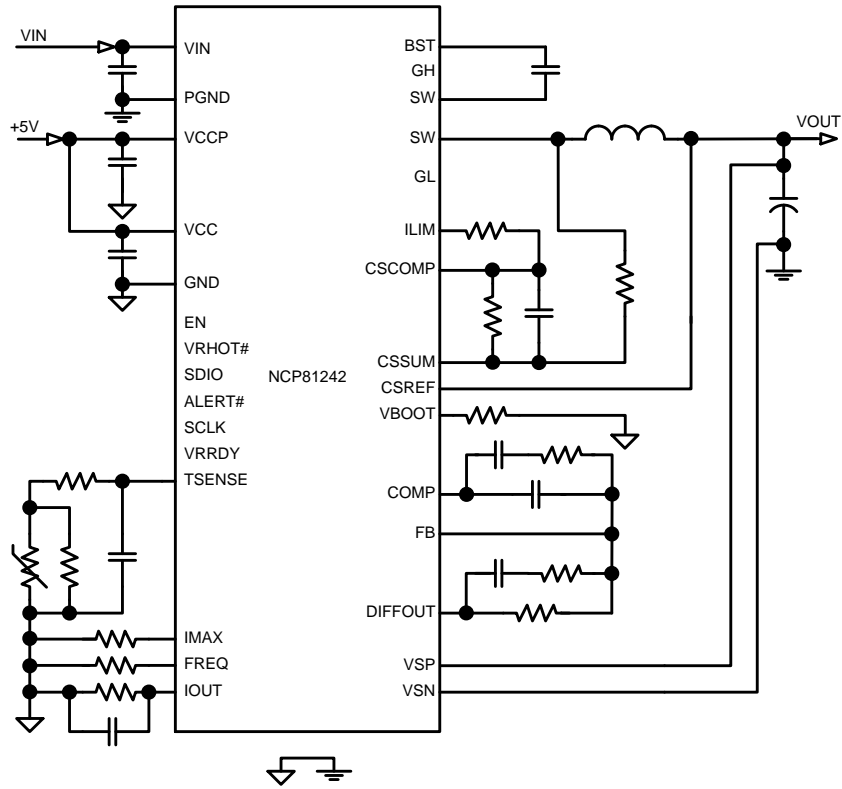 VIN
VIN
PGND
+5V
VCCP
VCC
GND
EN
VRHOT#
SDIO
ALERT#
SCLK
VRRDY
TSENSE
IMAX
FREQ
IOUT
NCP81242
BST
GH
SW
SW
GL
ILIM
CSCOMP
CSSUM
CSREF
VBOOT
COMP
FB
DIFFOUT
VSP
VSN
VOUT